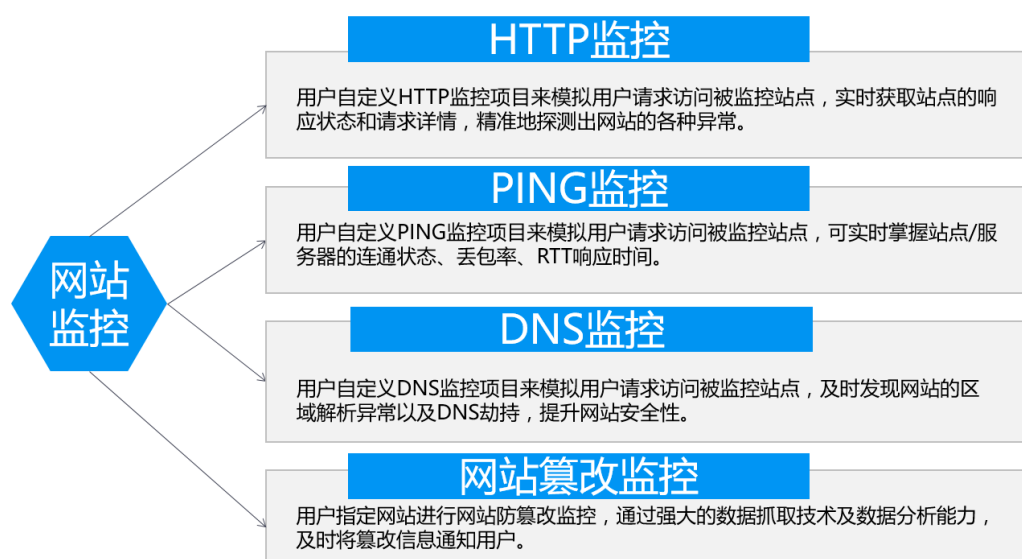 HTTP监控
用户自定义HTTP监控项目来模拟用户请求访问被监控站点，实时获取站点的响
应状态和请求详情，精准地探测出网站的各种异常。
PING监控
用户自定义PING监控项目来模拟用户请求访问被监控站点，可实时掌握站点/服
务器的连通状态、丢包率、RTT响应时间。
网站
监控
DNS监控
用户自定义DNS监控项目来模拟用户请求访问被监控站点，及时发现网站的区
域解析异常以及DNS劫持，提升网站安全性。
网站篡改监控
用户指定网站进行网站防篡改监控，通过强大的数据抓取技术及数据分析能力，
及时将篡改信息通知用户。